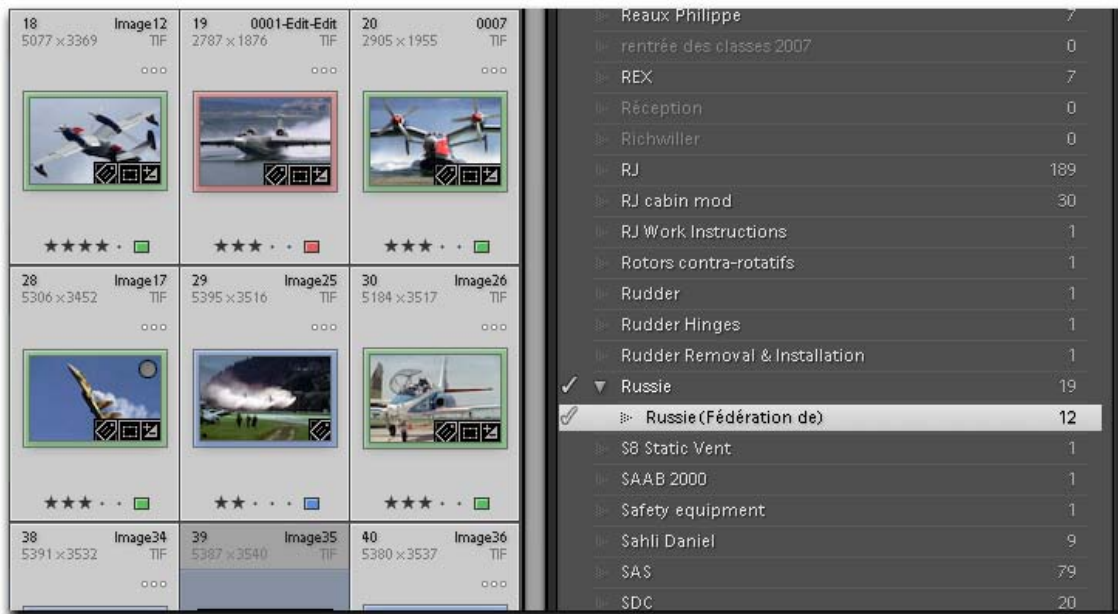 18 Image12
5077 x 3369 TIF
19 0001-Edit-Edit
2787 x 1876 TIF
20 0007
2905 x 1955 TIF
28 Image17
5306 x 3452 TIF
29 Image25
5395 x 3516 TIF
30 Image26
5184 x 3517 TIF
38 Image34
5391 x 3532 TIF
39 Image35
5387 x 3540 TIF
40 Image36
5380 x 3537 TIF
Reaux Philippe 7
rentrée des classes 2007 0
REX 7
Réception 0
Richwiller 0
RJ 189
RJ cabin mod 30
RJ Work Instructions 1
Rotors contra-rotatifs 1
Rudder 1
Rudder Hinges 1
Rudder Removal & Installation 1
Russie 19
Russie(Fédération de) 12
S8 Static Vent 1
SAAB 2000 1
Safety equipment 1
Sahli Daniel 9
SAS 79
SDC 20